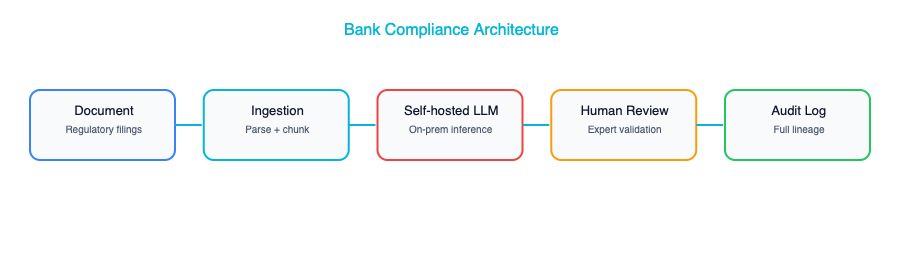 Bank Compliance Architecture
Document
Regulatory filings
Ingestion
Parse + chunk
Self-hosted LLM
On-prem inference
Human Review
Expert validation
Audit Log
Full lineage